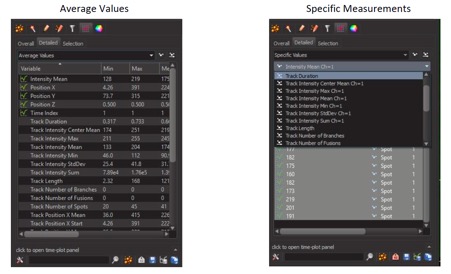 Average Values
Overall Detailed Selection
Average Values
Variable Min Max
Intensity Mean 128 219 175
Position X 4.26 391 224
Position Y 73.7 315 221
Position Z 0.500 0.500 0.50
Time Index 1 1 1
Track Duration 0.317 0.733 0.64
Track Intensity Center Mean 174 251 219
Track Intensity Max 211 255 245
Track Intensity Mean 133 204 174
Track Intensity Min 46.0 112 90.
Track Intensity StdDev 25.4 41.8 31.
Track Intensity Sum 7.89e4 1.76e5 1.39
Track Length 2.32 168 121
Track Number of Branches 0 0 0
Track Number of Fusions 0 0 0
Track Number of Spots 20 45 41
Track Position X Mean 36.0 415 226
Track Position X Start 4.26 391 222
click to open time-plot panel
Specific Measurements
Overall Detailed Selection
Specific Values
Intensity Mean Ch=1
Track Duration
Track Intensity Center Mean Ch=1
Track Intensity Max Ch=1
Track Intensity Mean Ch=1
Track Intensity Min Ch=1
Track Intensity StdDev Ch=1
Track Intensity Sum Ch=1
Track Length
Track Number of Branches
Track Number of Fusions
Spot 1
182 Spot 1
175 Spot 1
160 Spot 1
182 Spot 1
173 Spot 1
219 Spot 1
201 Spot 1
191 Spot 1
click to open time-plot panel